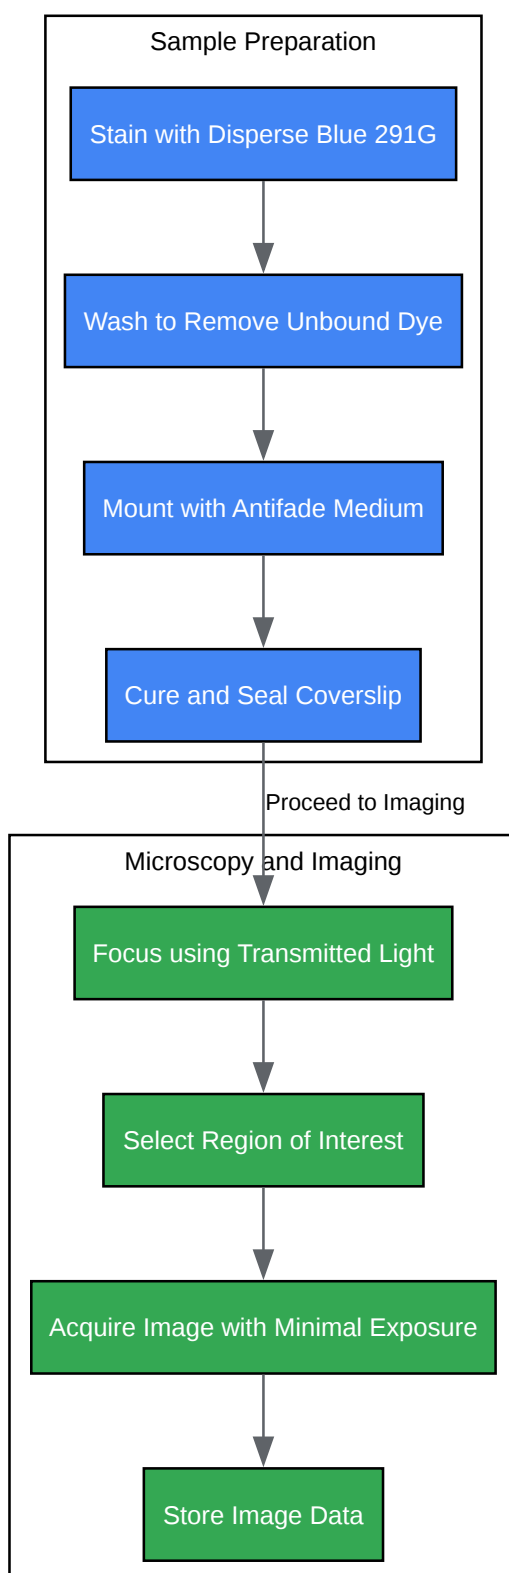 Sample Preparation
Stain with Disperse Blue 291G
Wash to Remove Unbound Dye
Mount with Antifade Medium
Cure and Seal Coverslip
Proceed to Imaging
Microscopy and Imaging
Focus using Transmitted Light
Select Region of Interest
Acquire Image with Minimal Exposure
Store Image Data